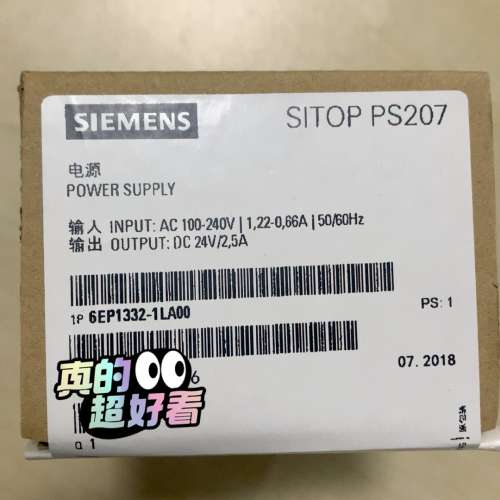 SIEMENS
SITOP PS207
电源
POWER SUPPLY
输入 INPUT: AC 100-240V | 1,22-0,66A | 50/60Hz
输出 OUTPUT: DC 24V/2,5A
1P 6EP1332-1LA00
PS: 1
6
07.2018
真的
超好看
Q 1